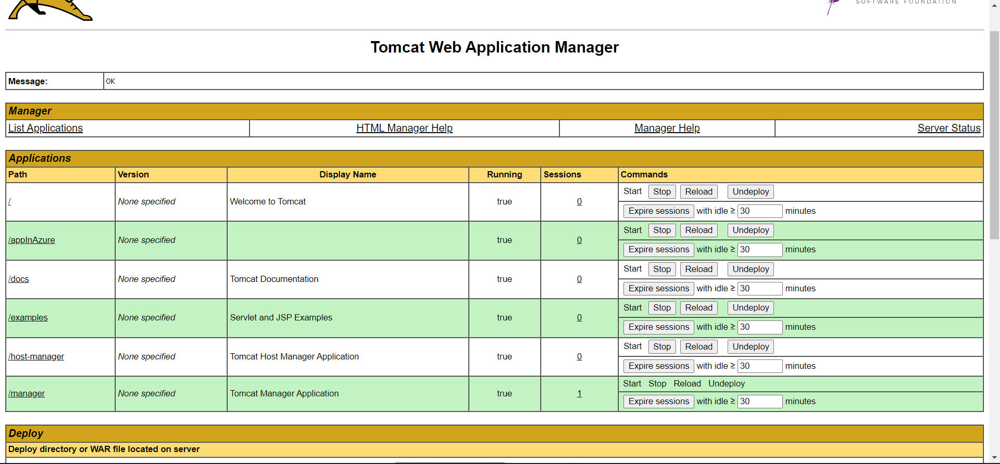 SOFTWARE FOUNDATION
Tomcat Web Application Manager
Message: OK
Manager
List Applications HTML Manager Help Manager Help Server Status
Applications
Path Version Display Name Running Sessions Commands
/ None specified Welcome to Tomcat true 0 Start Stop Reload Undeploy
Expire sessions with idle ≥ 30 minutes
/appInAzure None specified true 0 Start Stop Reload Undeploy
Expire sessions with idle ≥ 30 minutes
/docs None specified Tomcat Documentation true 0 Start Stop Reload Undeploy
Expire sessions with idle ≥ 30 minutes
/examples None specified Servlet and JSP Examples true 0 Start Stop Reload Undeploy
Expire sessions with idle ≥ 30 minutes
/host-manager None specified Tomcat Host Manager Application true 0 Start Stop Reload Undeploy
Expire sessions with idle ≥ 30 minutes
/manager None specified Tomcat Manager Application true 1 Start Stop Reload Undeploy
Expire sessions with idle ≥ 30 minutes
Deploy
Deploy directory or WAR file located on server